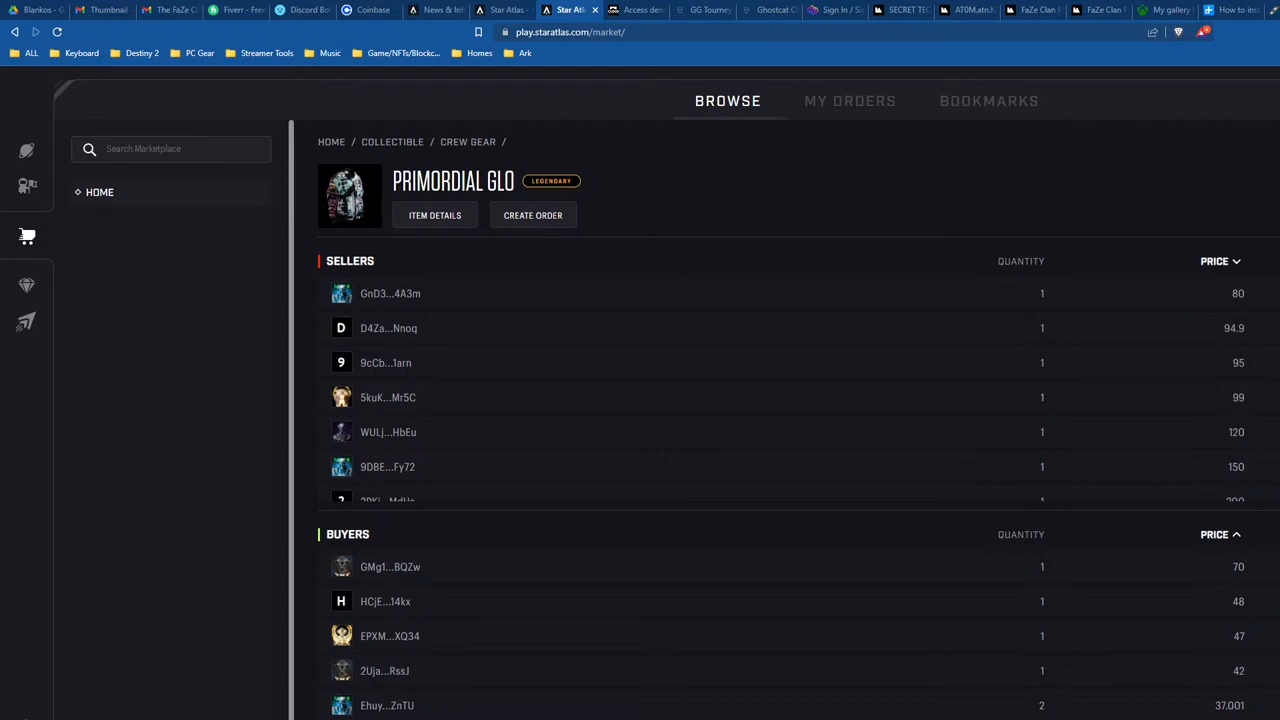 Blankos - G
Thumbnail
The FaZe C
Fiverr - Free
Discord Bot
Coinbase
News & Inf
Star Atlas -
Star Atla
Access den
GG Tourney
Ghostcat C
Sign In / Sig
SECRET TEC
AT0M.atn.K
FaZe Clan F
FaZe Clan F
My gallery
How to inst
play.staratlas.com/market/
ALL
Keyboard
Destiny 2
PC Gear
Streamer Tools
Music
Game/NFTs/Blockc...
Homes
Ark
BROWSE
MY ORDERS
BOOKMARKS
Search Marketplace
HOME / COLLECTIBLE / CREW GEAR /
HOME
PRIMORDIAL GLO LEGENDARY
ITEM DETAILS CREATE ORDER
SELLERS QUANTITY PRICE
GnD3...4A3m 1 80
D D4Za...Nnoq 1 94.9
9 9cCb...1arn 1 95
5kuK...Mr5C 1 99
WULj...HbEu 1 120
9DBE...Fy72 1 150
BUYERS QUANTITY PRICE
GMg1...BQZw 1 70
H HCjE...14kx 1 48
EPXM...XQ34 1 47
2Uja...RssJ 1 42
Ehuy...ZnTU 2 37.001